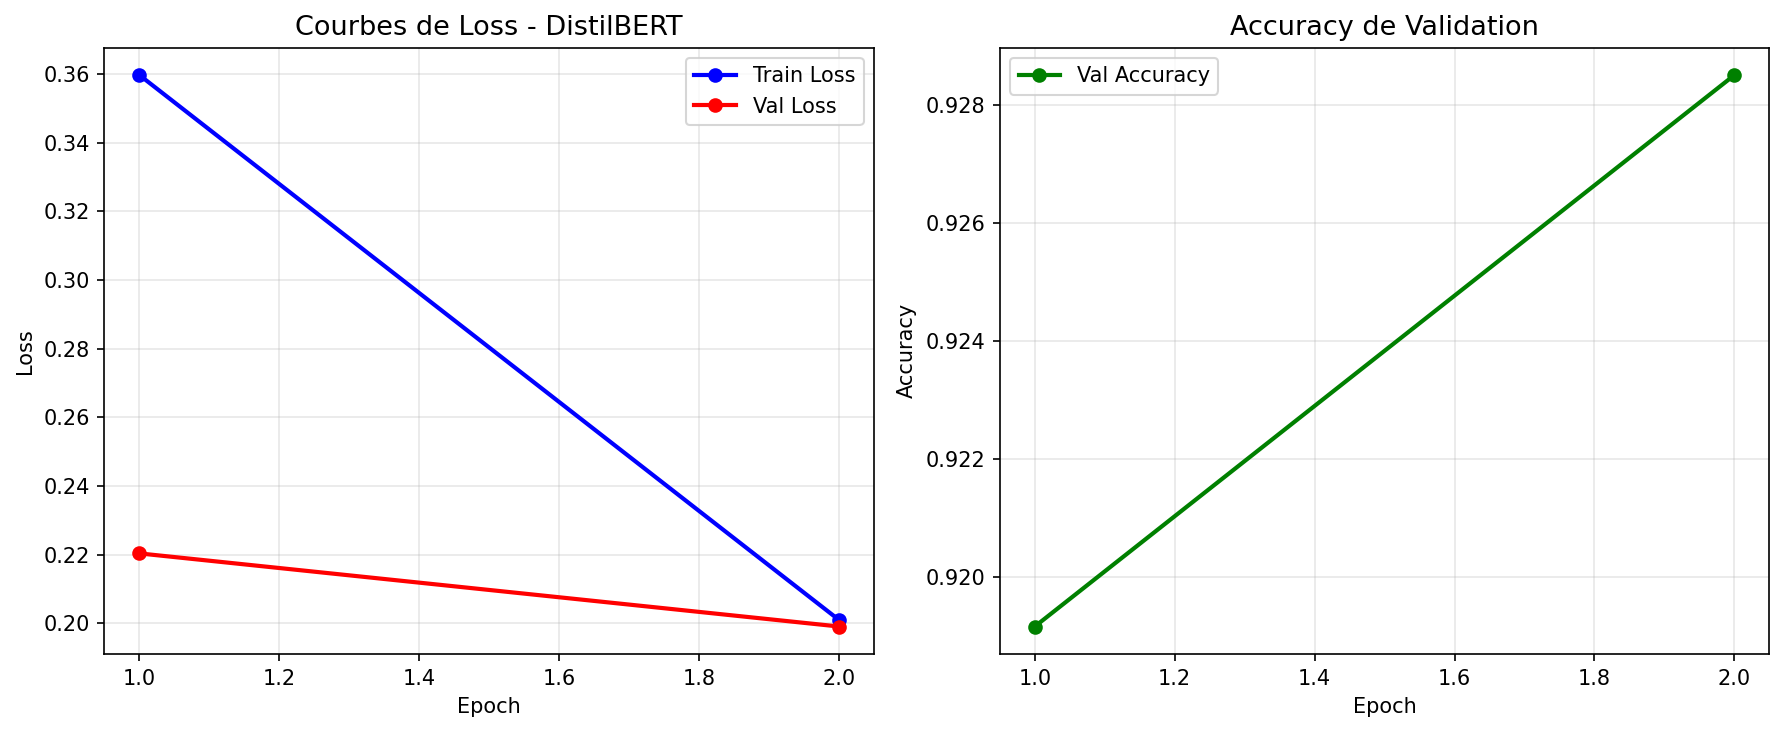 Courbes de Loss - DistilBERT
Train Loss
Val Loss
0.36
0.34
0.32
0.30
0.28
0.26
0.24
0.22
0.20
Loss
1.0 1.2 1.4 1.6 1.8 2.0
Epoch
Accuracy de Validation
Val Accuracy
0.928
0.926
0.924
0.922
0.920
Accuracy
1.0 1.2 1.4 1.6 1.8 2.0
Epoch